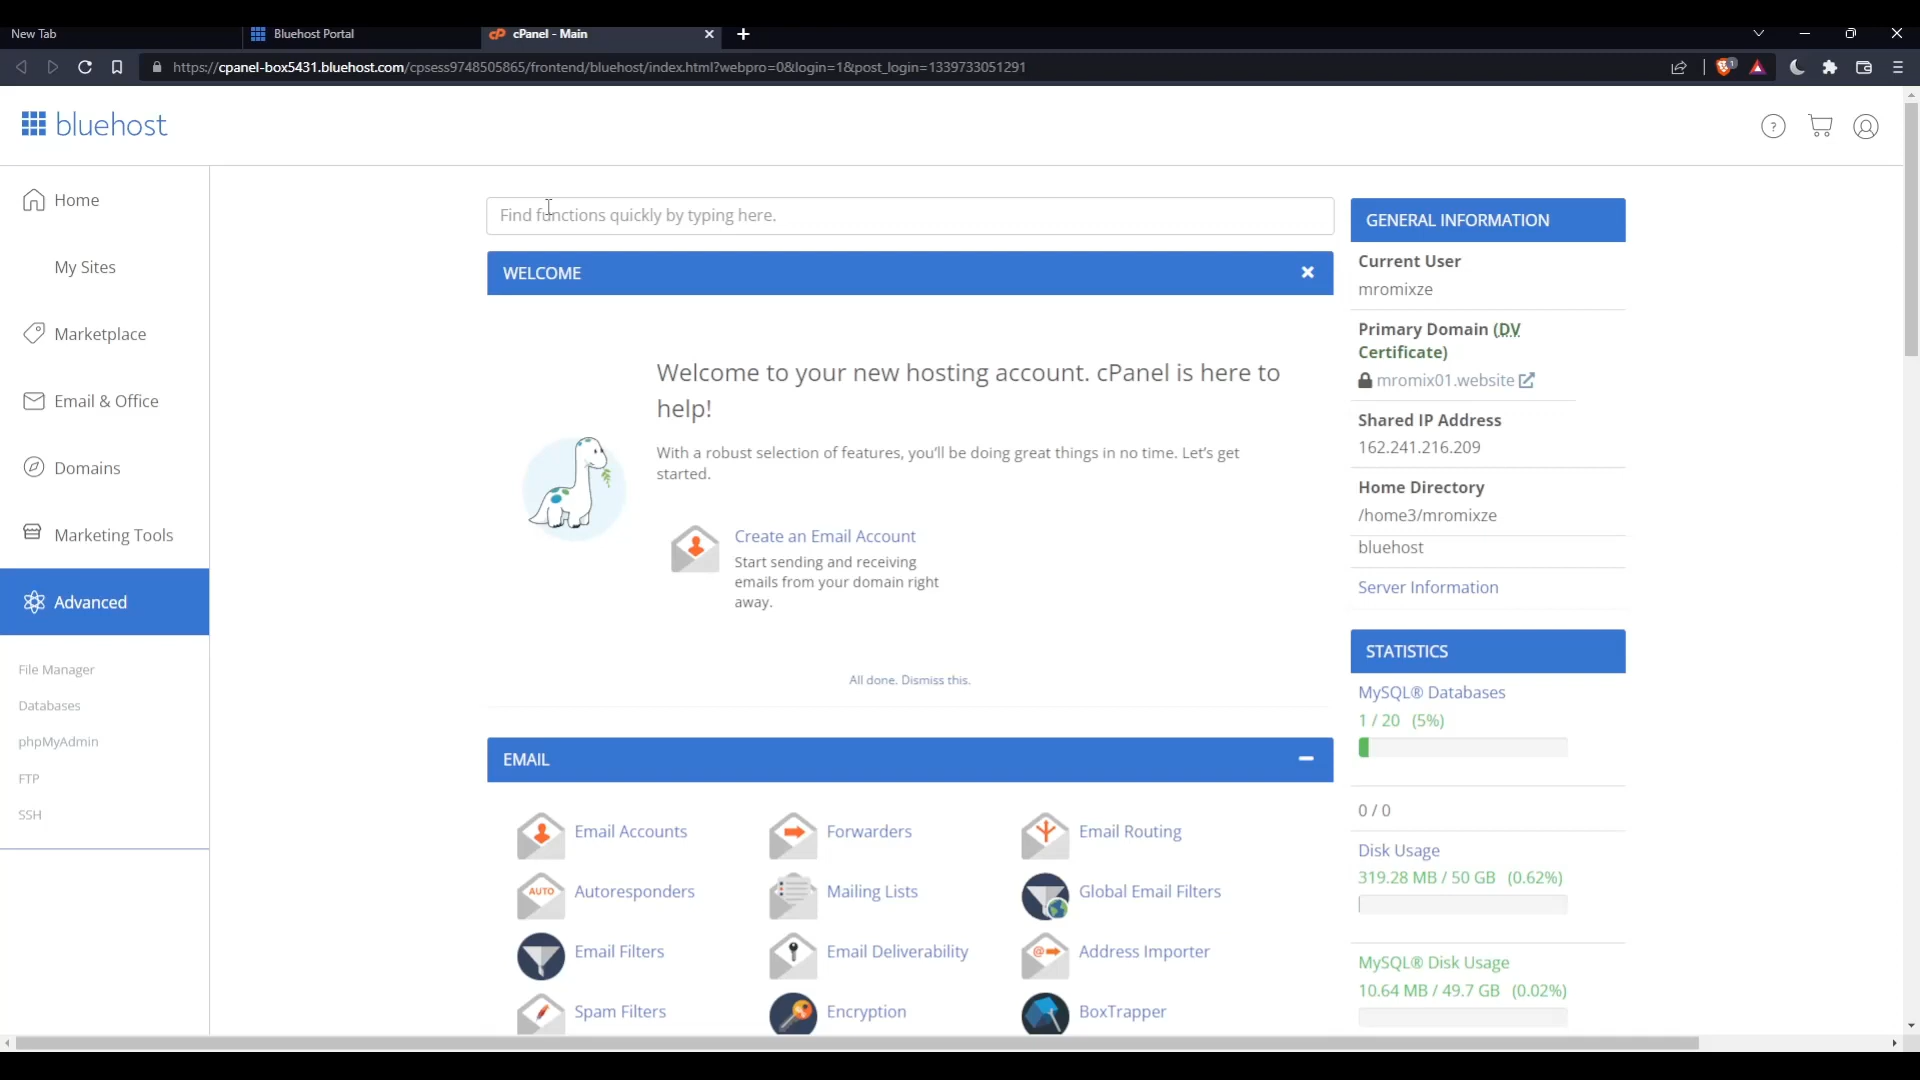 New Tab
Bluehost Portal
cPanel - Main
https://cpanel-box5431.bluehost.com/cpsess9748505865/frontend/bluehost/index.html?webpro=0&login=1&post_login=1339733051291
1
bluehost
?
Home
My Sites
Marketplace
Email & Office
Domains
Marketing Tools
Advanced
File Manager
Databases
phpMyAdmin
FTP
SSH
Find functions quickly by typing here.
WELCOME
Welcome to your new hosting account. cPanel is here to
help!
With a robust selection of features, you'll be doing great things in no time. Let's get
started.
Create an Email Account
Start sending and receiving
emails from your domain right
away.
All done. Dismiss this.
EMAIL
Email Accounts
Forwarders
Email Routing
AUTO
Autoresponders
Mailing Lists
Global Email Filters
Email Filters
Email Deliverability
Address Importer
Spam Filters
Encryption
BoxTrapper
GENERAL INFORMATION
Current User
mromixze
Primary Domain (DV
Certificate)
mromix01.website
Shared IP Address
162.241.216.209
Home Directory
/home3/mromixze
bluehost
Server Information
STATISTICS
MySQL® Databases
1 / 20 (5%)
0 / 0
Disk Usage
319.28 MB / 50 GB (0.62%)
MySQL® Disk Usage
10.64 MB / 49.7 GB (0.02%)